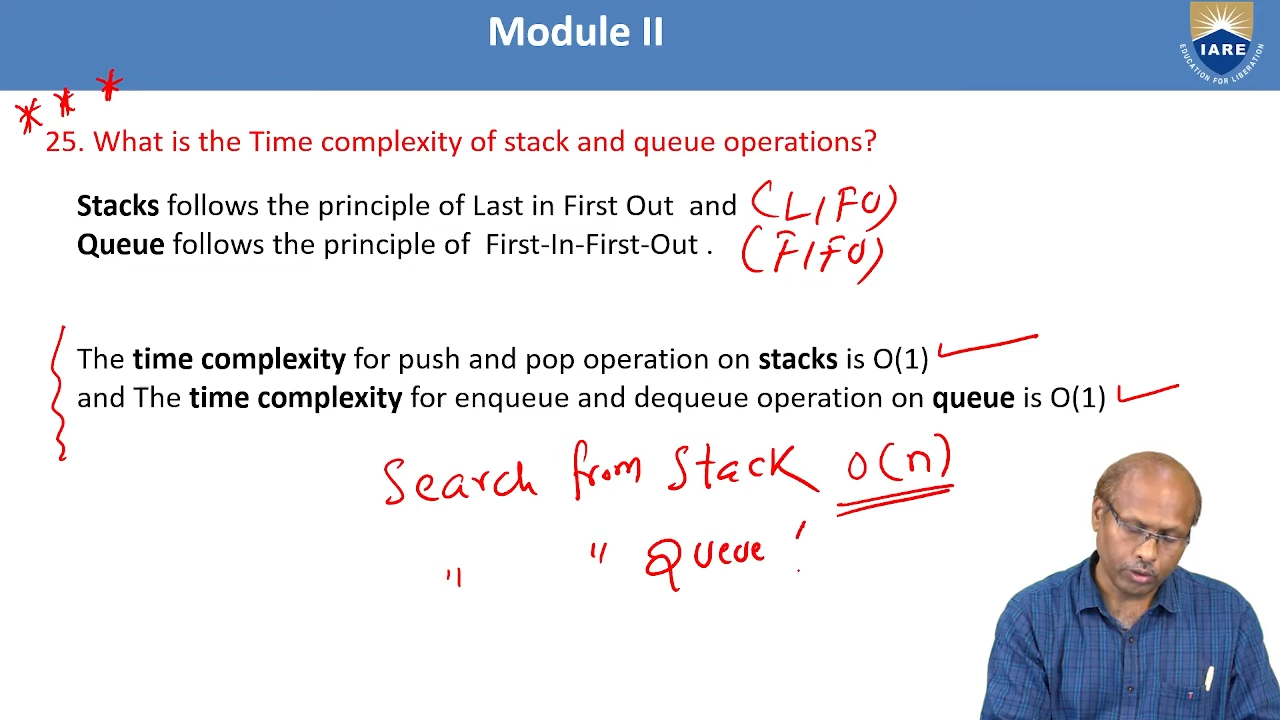 Module II
IARE
EDUCATION FOR LIBERATION
* * *
25. What is the Time complexity of stack and queue operations?
Stacks follows the principle of Last in First Out and (LIFO)
Queue follows the principle of First-In-First-Out . (FIFO)
The time complexity for push and pop operation on stacks is O(1)
and The time complexity for enqueue and dequeue operation on queue is O(1)
Search from Stack O(n)
" " Queue